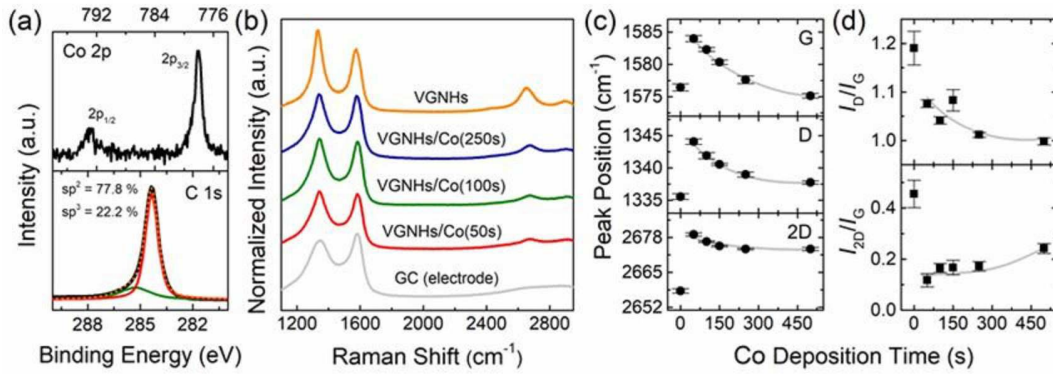 (a)
792 784 776
Co 2p
2p3/2
2p1/2
C 1s
sp² = 77.8 %
sp³ = 22.2 %
288 284 282
Binding Energy (eV)
Intensity (a.u.)
(b)
VGNHs
VGNHs/Co(250s)
VGNHs/Co(100s)
VGNHs/Co(50s)
GC (electrode)
1200 1600 2000 2400 2800
Raman Shift (cm⁻¹)
Normalized Intensity (a.u.)
(c)
G
1585
1580
1575
D
1345
1340
1335
2D
2678
2665
2652
0 150 300 450
Peak Position (cm⁻¹)
(d)
1.2
1.1
1.0
ID/IG
0.4
0.2
0.0
I2D/IG
0 150 300 450
Co Deposition Time (s)